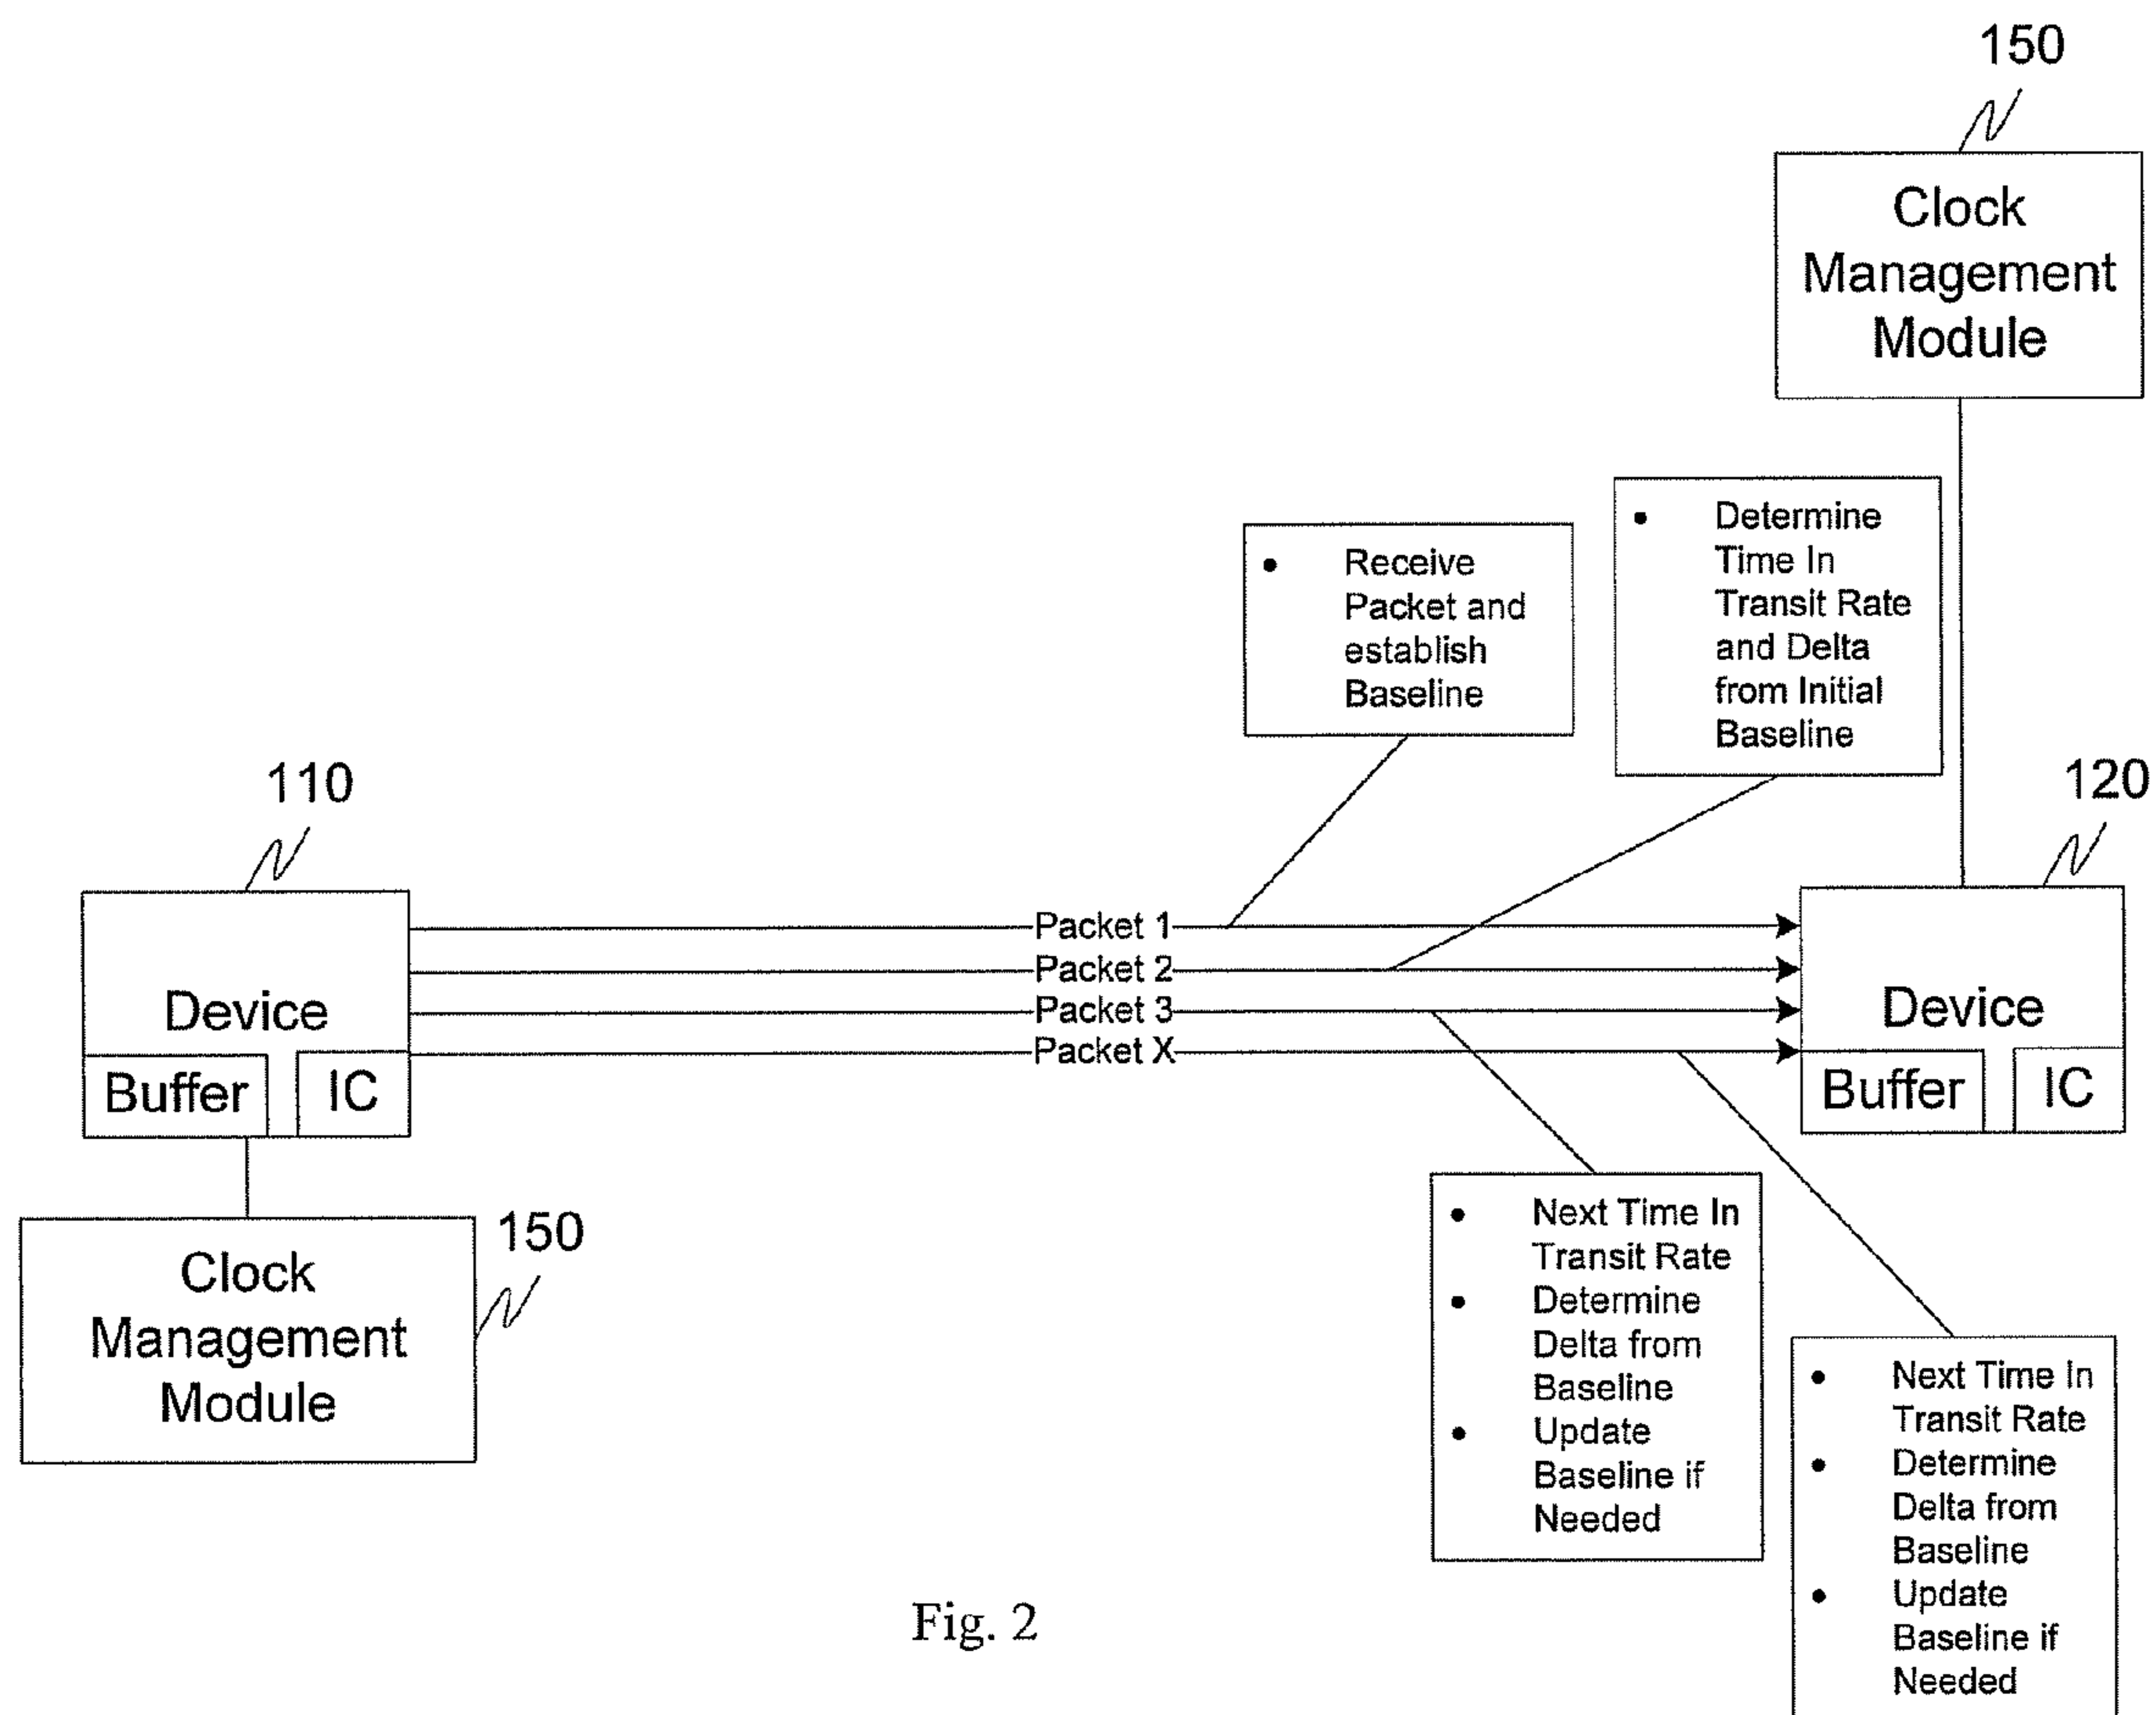 150
Clock
Management
Module
• Determine
Time In
Transit Rate
and Delta
from Initial
Baseline
• Receive
Packet and
establish
Baseline
110
120
Device
Buffer
IC
Packet 1
Packet 2
Packet 3
Packet X
Device
Buffer
IC
150
Clock
Management
Module
• Next Time In
Transit Rate
• Determine
Delta from
Baseline
• Update
Baseline if
Needed
• Next Time In
Transit Rate
• Determine
Delta from
Baseline
• Update
Baseline if
Needed
Fig. 2